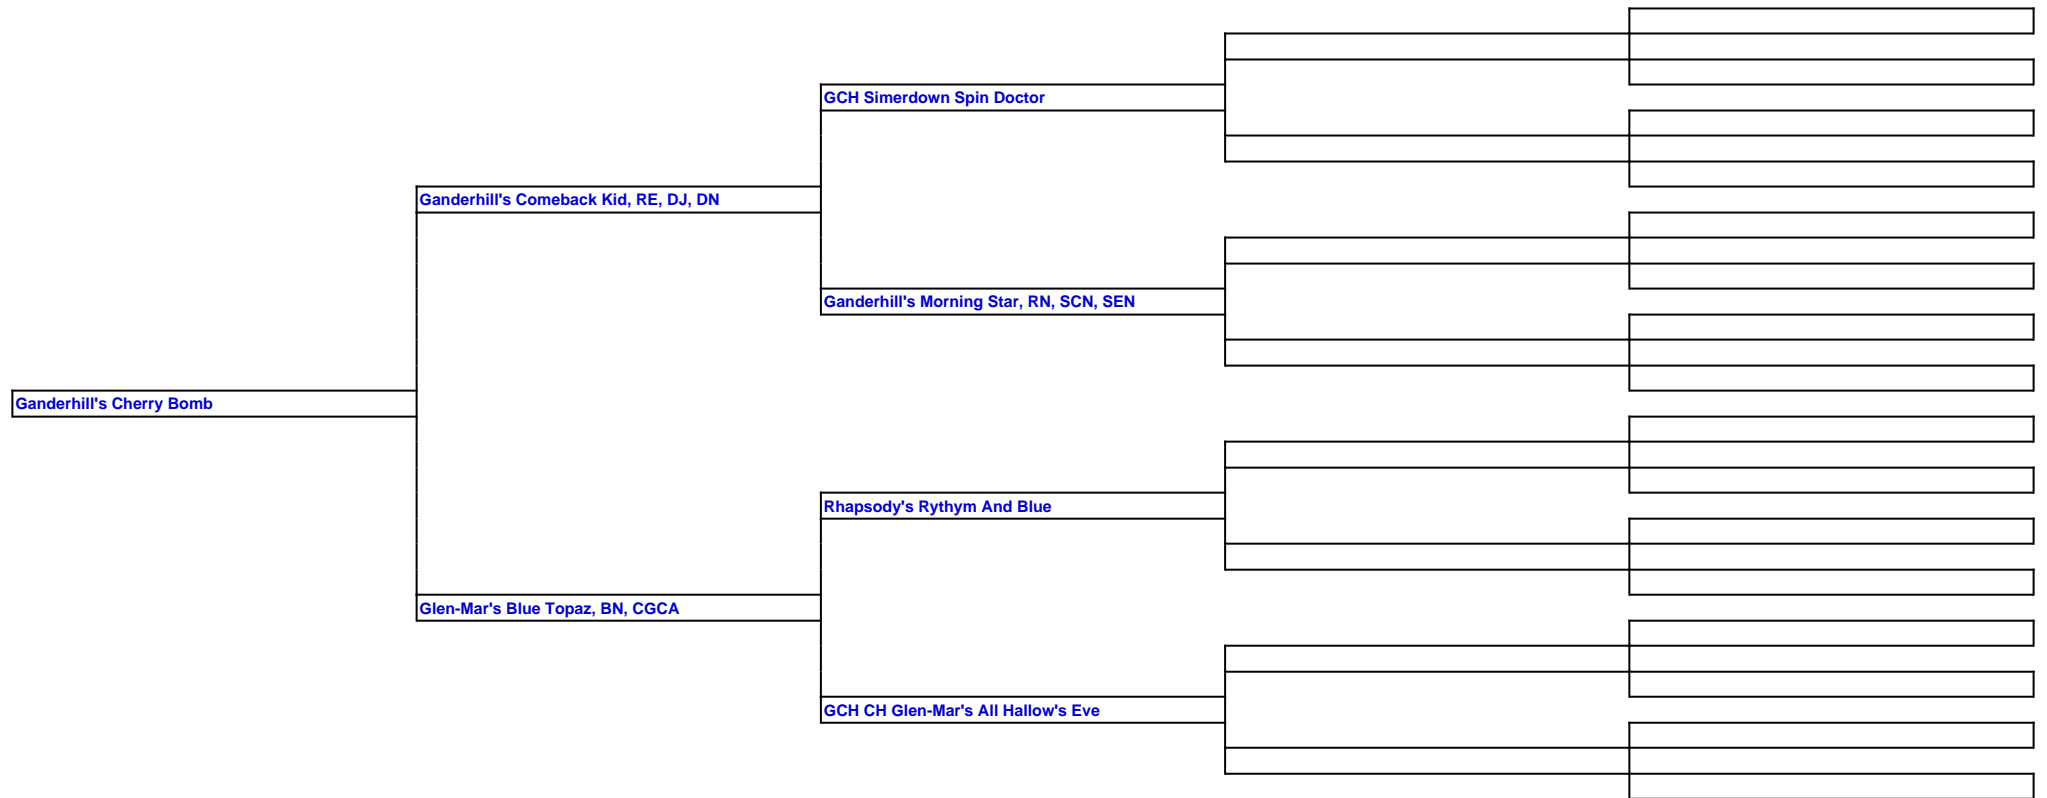 GCH Simerdown Spin Doctor
Ganderhill's Comeback Kid, RE, DJ, DN
Ganderhill's Morning Star, RN, SCN, SEN
Ganderhill's Cherry Bomb
Rhapsody's Rythym And Blue
Glen-Mar's Blue Topaz, BN, CGCA
GCH CH Glen-Mar's All Hallow's Eve